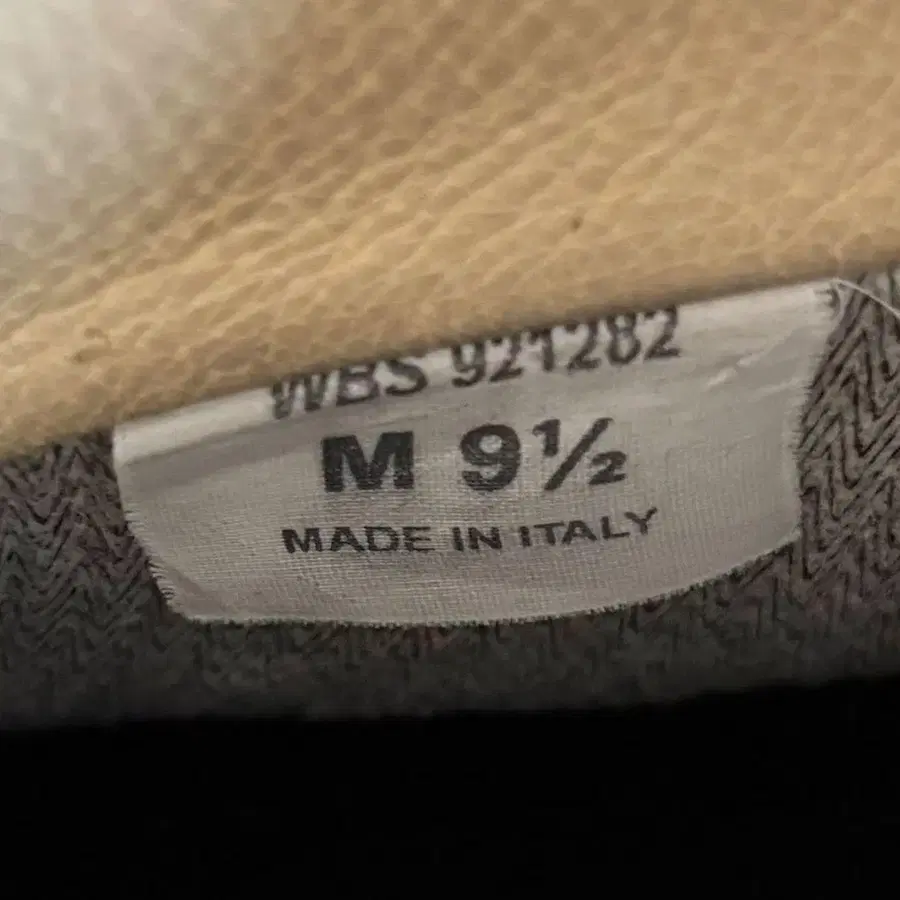 WBS 921282
M 9½
MADE IN ITALY